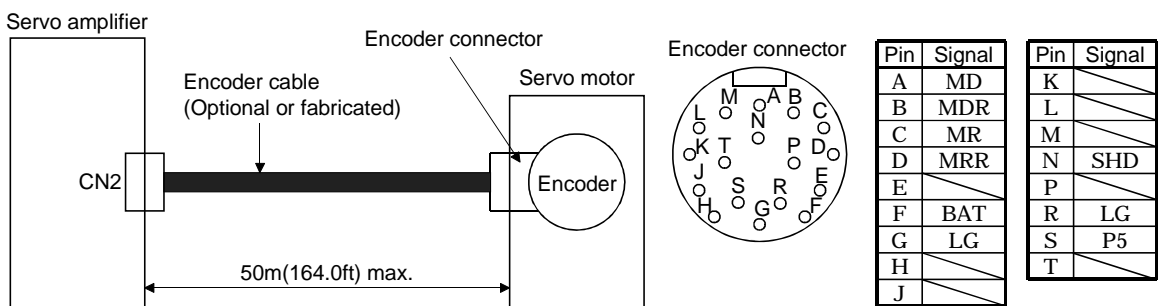 Servo amplifier
Encoder connector
Encoder cable
(Optional or fabricated)
Servo motor
CN2
Encoder
50m(164.0ft) max.
Encoder connector
M A B
L N C
K T P D
J S R E
H G F
Pin Signal
A MD
B MDR
C MR
D MRR
E
F BAT
G LG
H
J
Pin Signal
K
L
M
N SHD
P
R LG
S P5
T